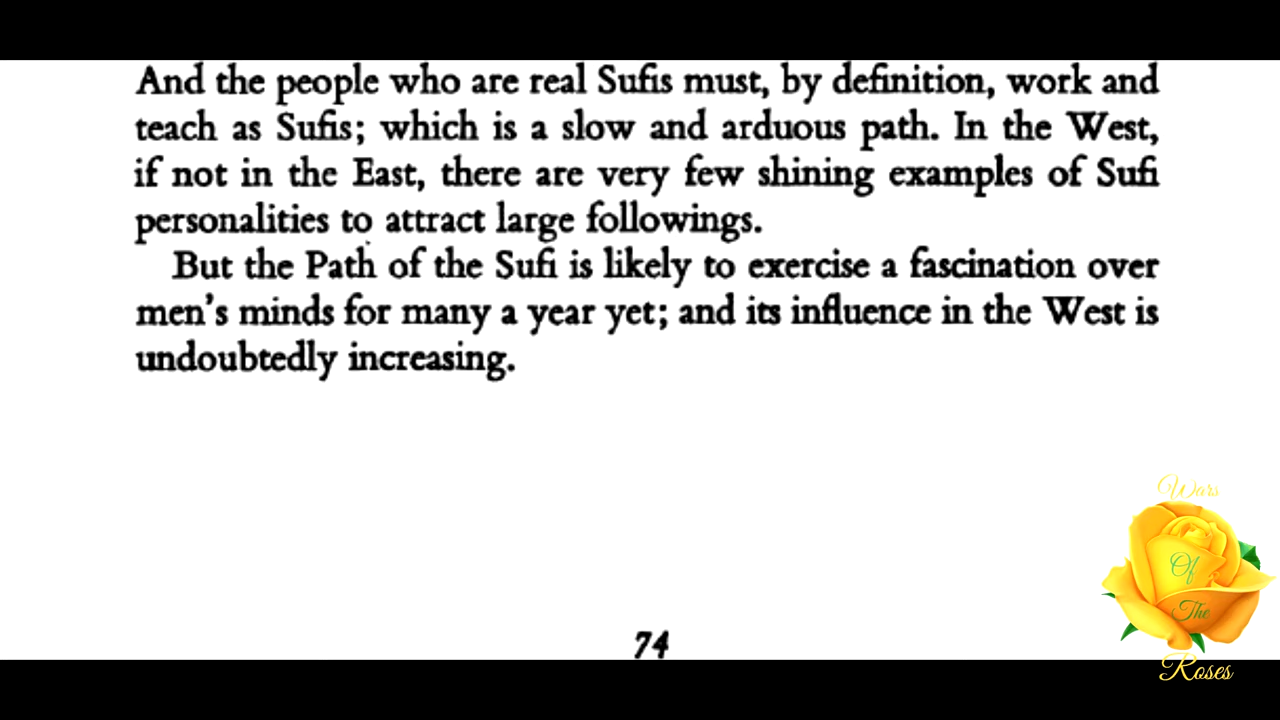 And the people who are real Sufis must, by definition, work and
teach as Sufis; which is a slow and arduous path. In the West,
if not in the East, there are very few shining examples of Sufi
personalities to attract large followings.
But the Path of the Sufi is likely to exercise a fascination over
men's minds for many a year yet; and its influence in the West is
undoubtedly increasing.
74
Wars
Of
The
Roses